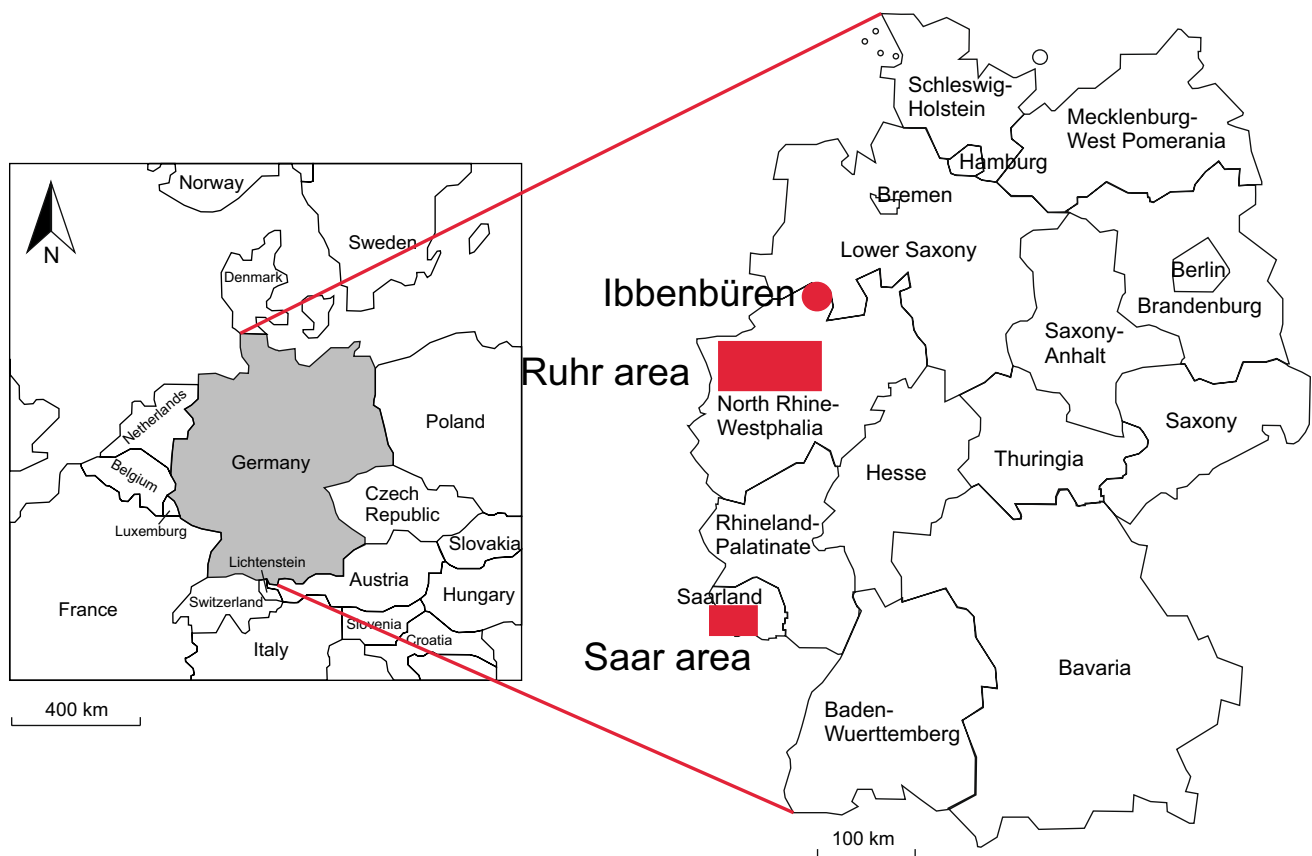 Norway
N
Sweden
Denmark
Netherlands
Belgium
Luxemburg
Germany
Poland
Czech
Republic
Slovakia
Lichtenstein
Austria
Hungary
France
Switzerland
Slovenia
Croatia
Italy
400 km
Schleswig-
Holstein
Mecklenburg-
West Pomerania
Hamburg
Bremen
Lower Saxony
Berlin
Brandenburg
Ibbenbüren
Saxony-
Anhalt
Ruhr area
North Rhine-
Westphalia
Saxony
Hesse
Thuringia
Rhineland-
Palatinate
Saarland
Saar area
Bavaria
Baden-
Wuerttemberg
100 km